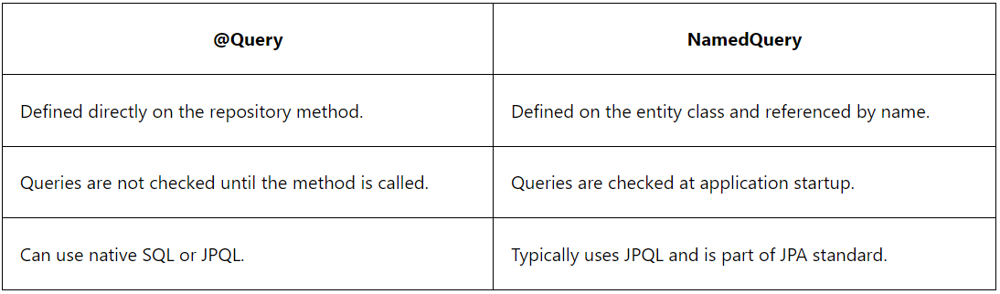 @Query
NamedQuery
Defined directly on the repository method.
Defined on the entity class and referenced by name.
Queries are not checked until the method is called.
Queries are checked at application startup.
Can use native SQL or JPQL.
Typically uses JPQL and is part of JPA standard.